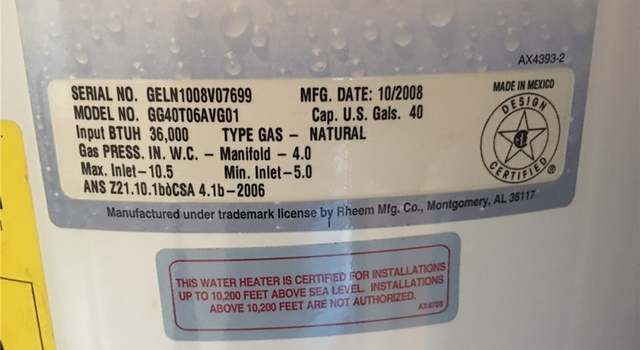 AX4393-2
SERIAL NO. GELN1008V07699 MFG. DATE: 10/2008
MADE IN MEXICO
MODEL NO. GG40T06AVG01 Cap. U.S. Gals. 40
DESIGN
Input BTUH 36,000 TYPE GAS – NATURAL
Gas PRESS. IN. W.C. – Manifold – 4.0
CERTIFIED
Max. Inlet–10.5 Min. Inlet–5.0
ANS Z21.10.1bòCSA 4.1b–2006
Manufactured under trademark license by Rheem Mfg. Co., Montgomery, AL 36117
THIS WATER HEATER IS CERTIFIED FOR INSTALLATIONS
UP TO 10,200 FEET ABOVE SEA LEVEL. INSTALLATIONS
ABOVE 10,200 FEET ARE NOT AUTHORIZED.